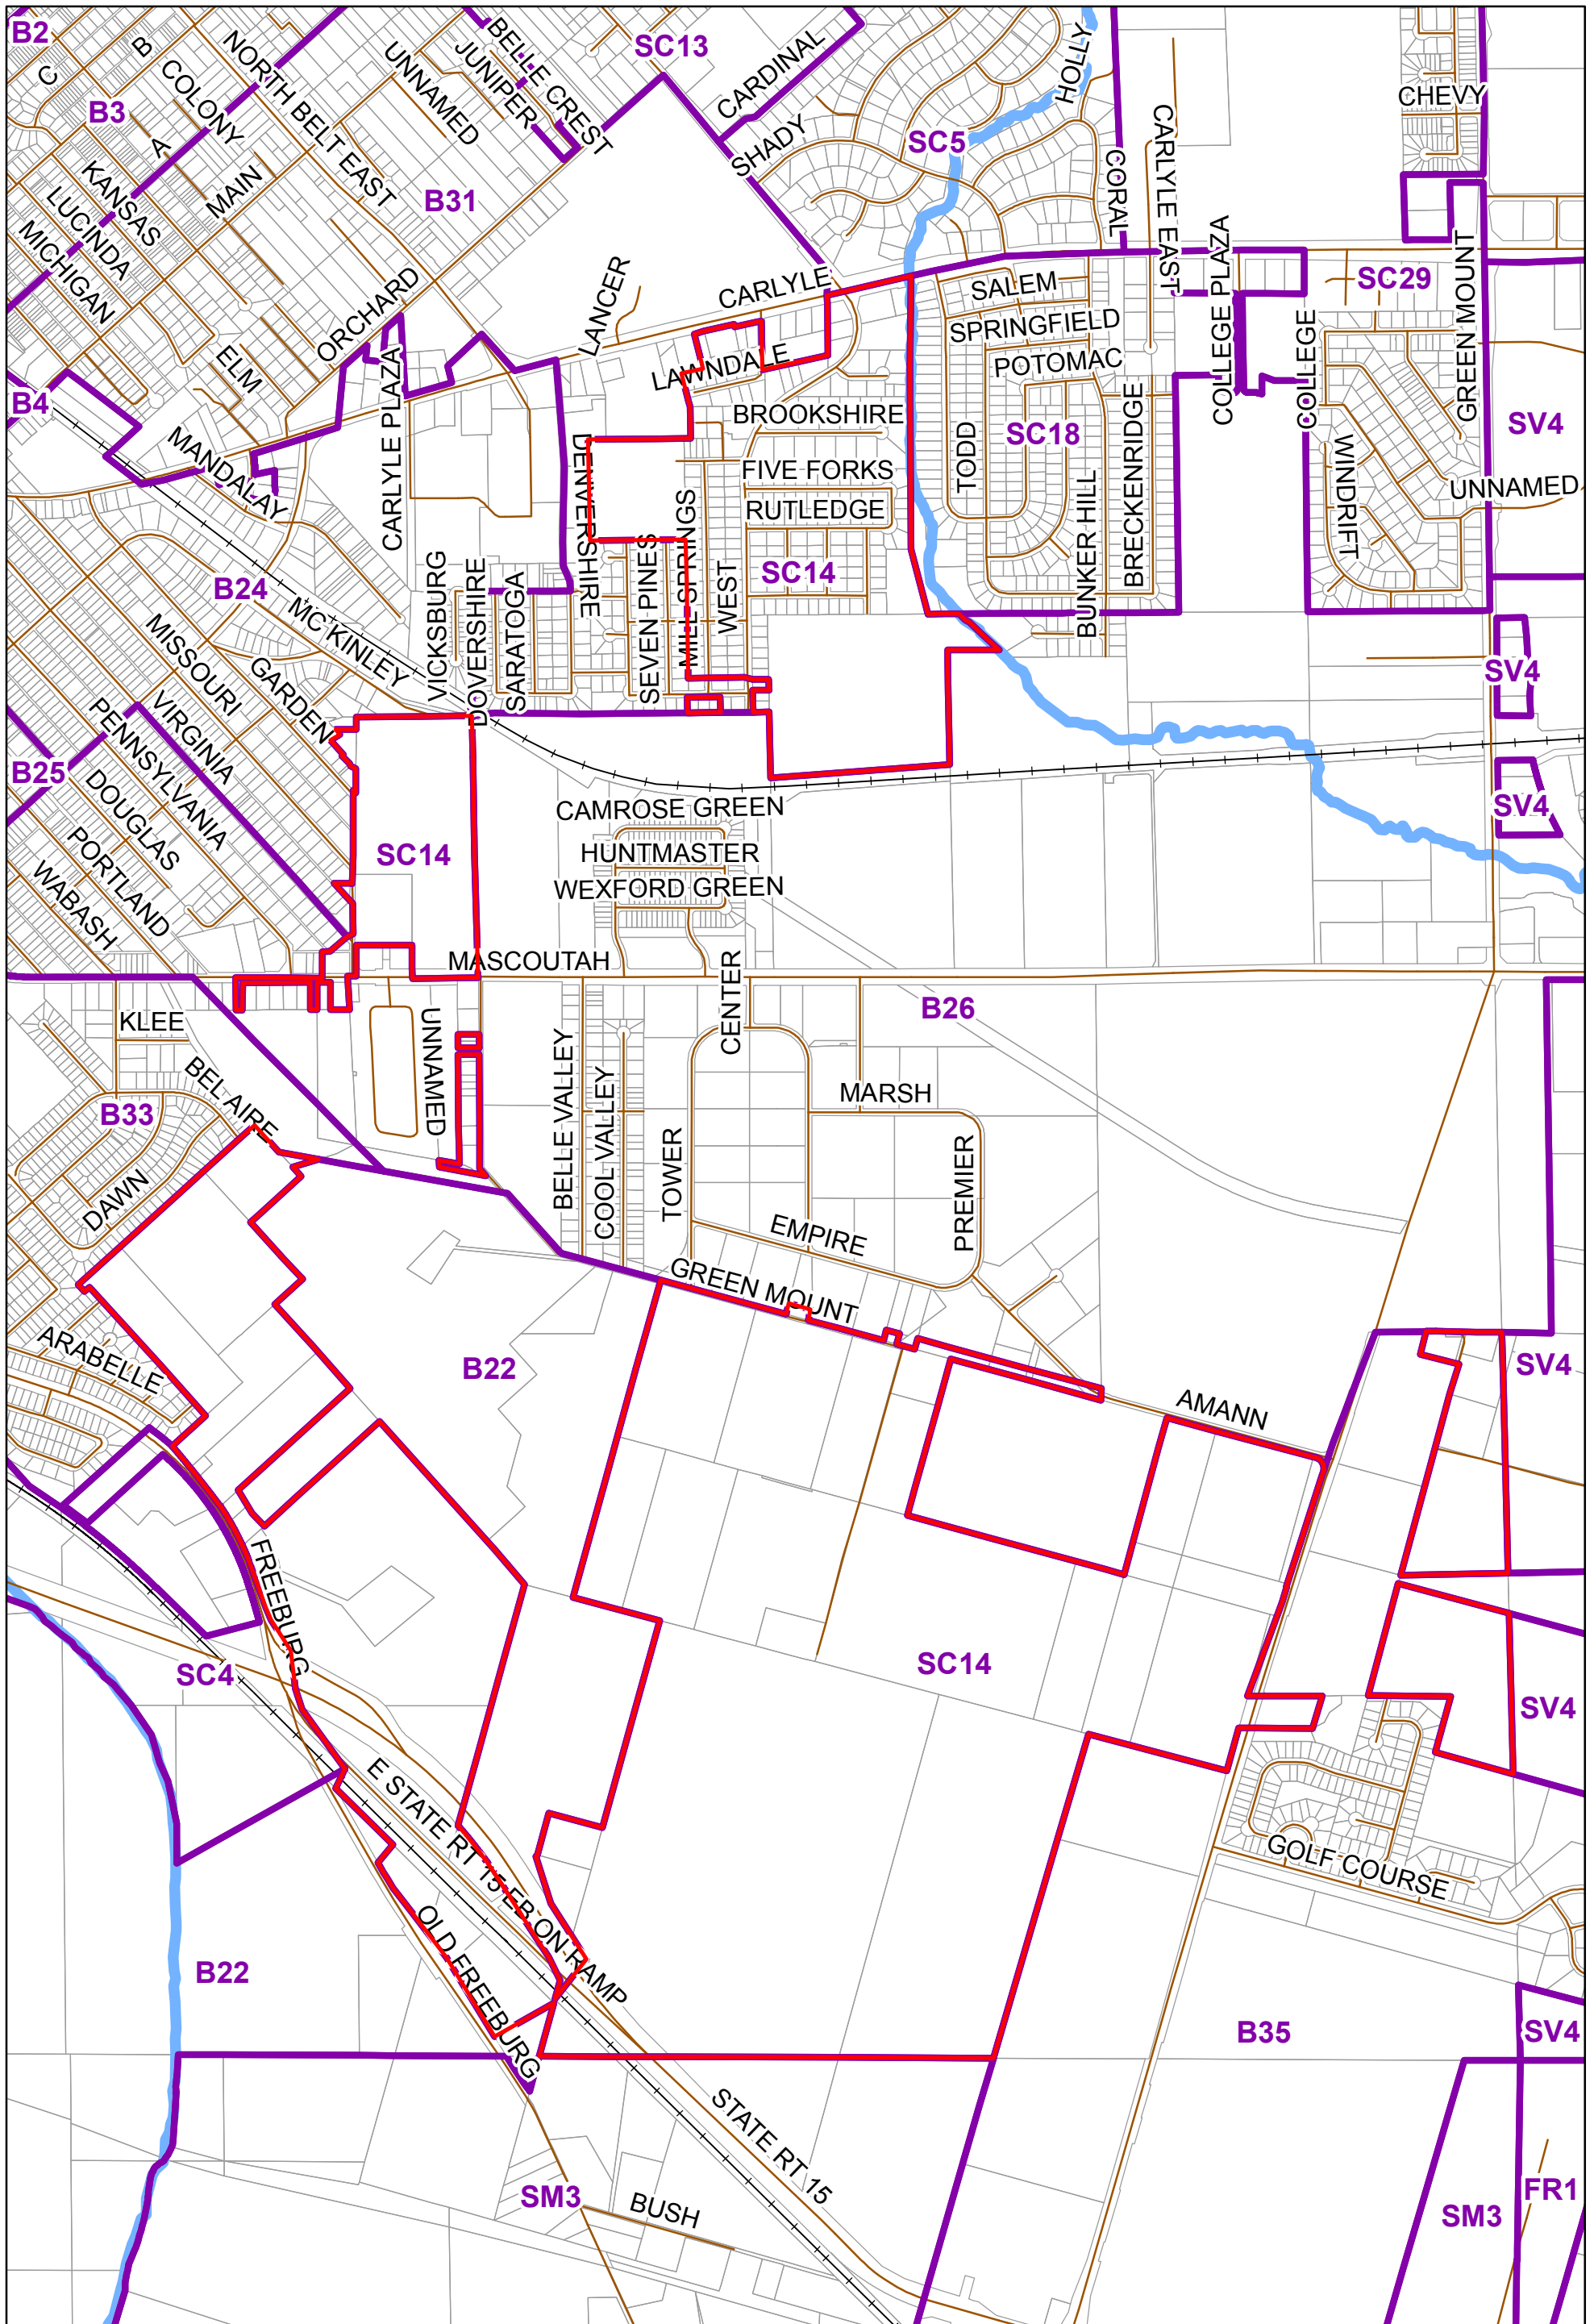 B2
C
B
B3
COLONY
A
KANSAS
LUCINDA
MICHIGAN
MAIN
NORTH BELT EAST
UNNAMED
JUNIPER
BELLE CREST
SC13
CARDINAL
SHADY
SC5
HOLLY
CORAL
CARLYLE EAST
COLLEGE PLAZA
CHEVY
GREEN MOUNT
SC29
B31
ORCHARD
ELM
LANCER
CARLYLE
SALEM
SPRINGFIELD
POTOMAC
LAWNDALE
BROOKSHIRE
FIVE FORKS
RUTLEDGE
SC14
TODD
SC18
BUNKER HILL
BRECKENRIDGE
COLLEGE
WINDRIFT
UNNAMED
SV4
B4
MANDALAY
CARLYLE PLAZA
DENVERSHIRE
B24
MC KINLEY
VICKSBURG
DOVERSHIRE
SARATOGA
SEVEN PINES
MILL SPRINGS
WEST
MISSOURI
GARDEN
VIRGINIA
PENNSYLVANIA
DOUGLAS
PORTLAND
WABASH
B25
SV4
SV4
SC14
CAMROSE GREEN
HUNTMASTER
WEXFORD GREEN
MASCOUTAH
CENTER
B26
KLEE
BEL AIRE
UNNAMED
B33
DAWN
BELLE VALLEY
COOL VALLEY
TOWER
MARSH
PREMIER
EMPIRE
GREEN MOUNT
ARABELLE
B22
AMANN
SV4
FREEBURG
SC4
SC14
SV4
E STATE RT 15 EB ON RAMP
OLD FREEBURG
GOLF COURSE
B22
B35
SV4
STATE RT 15
SM3
BUSH
SM3
FR1